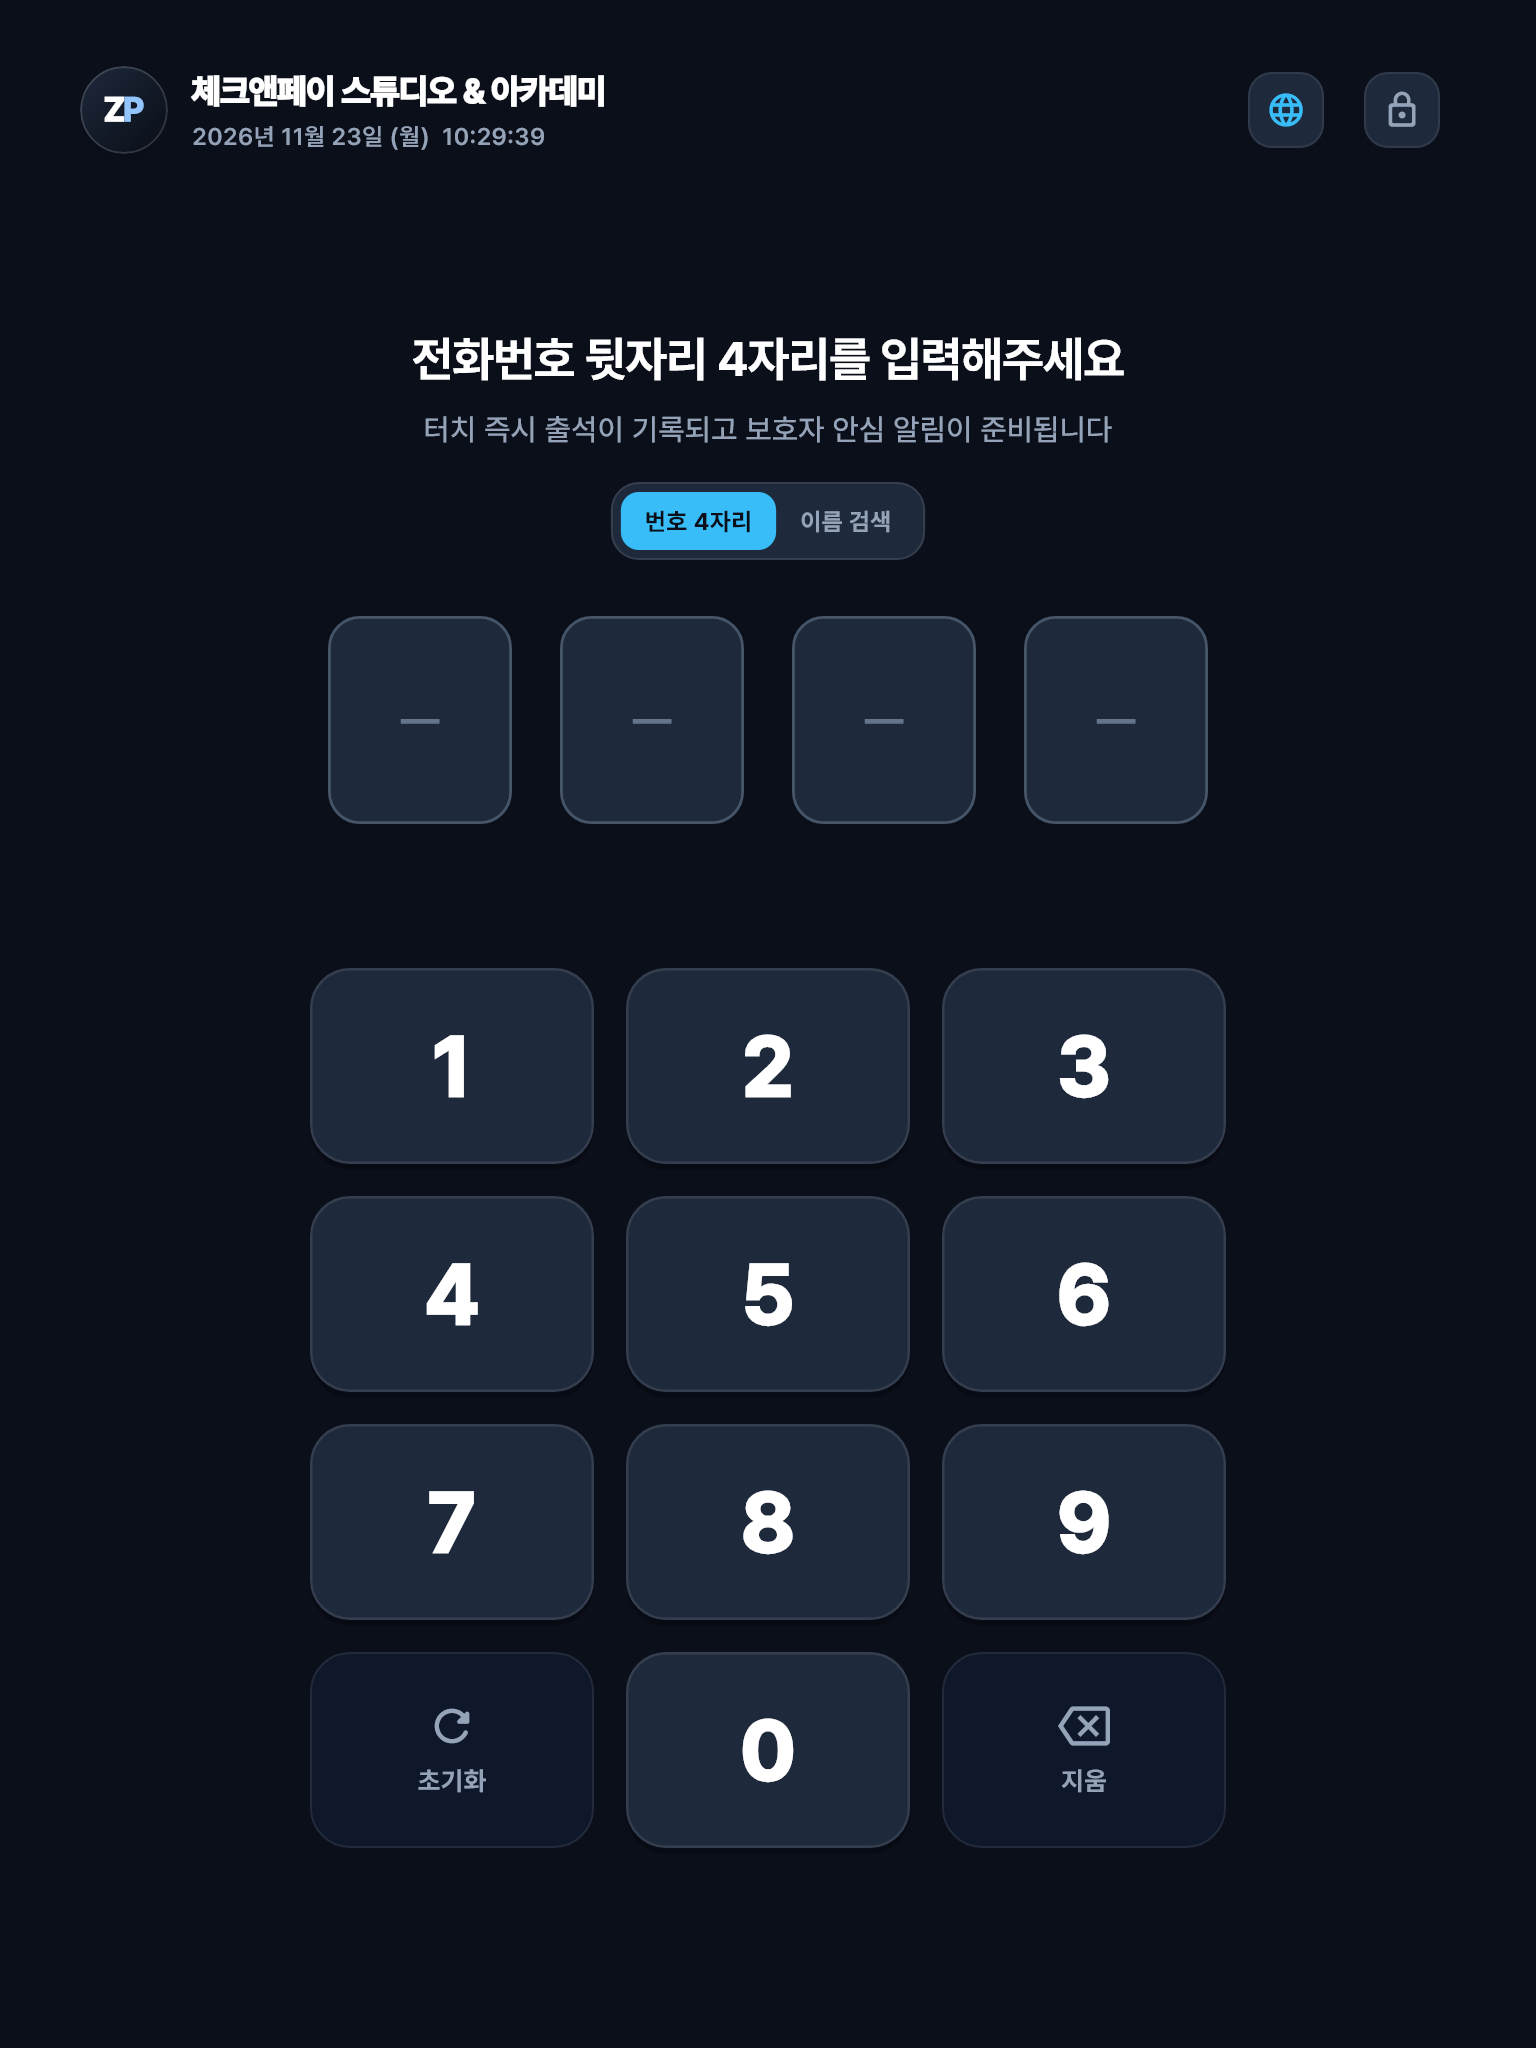 ZP
체크앤페이 스튜디오 & 아카데미
2026년 11월 23일 (월) 10:29:39
전화번호 뒷자리 4자리를 입력해주세요
터치 즉시 출석이 기록되고 보호자 안심 알림이 준비됩니다
번호 4자리 이름 검색
1 2 3
4 5 6
7 8 9
초기화 0 지움